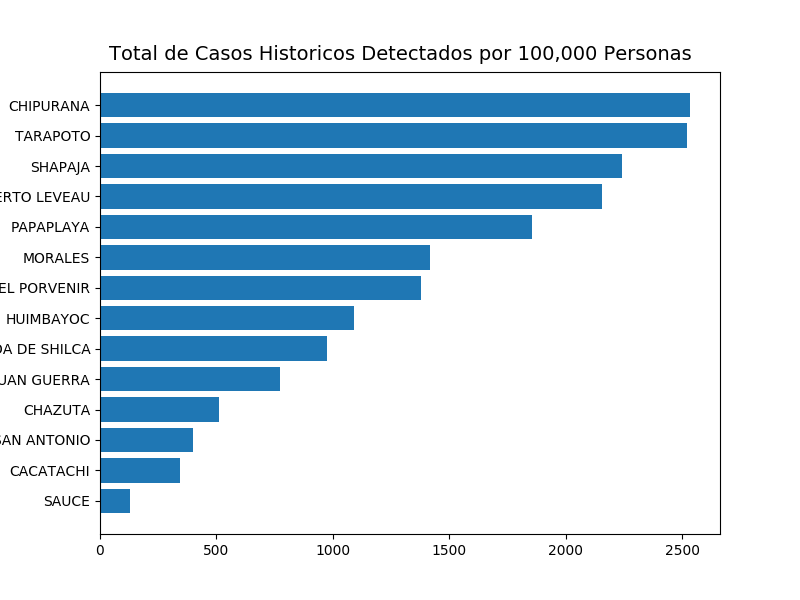 Total de Casos Historicos Detectados por 100,000 Personas
CHIPURANA
TARAPOTO
SHAPAJA
ERTO LEVEAU
PAPAPLAYA
MORALES
EL PORVENIR
HUIMBAYOC
DA DE SHILCA
UAN GUERRA
CHAZUTA
SAN ANTONIO
CACATACHI
SAUCE
0 500 1000 1500 2000 2500